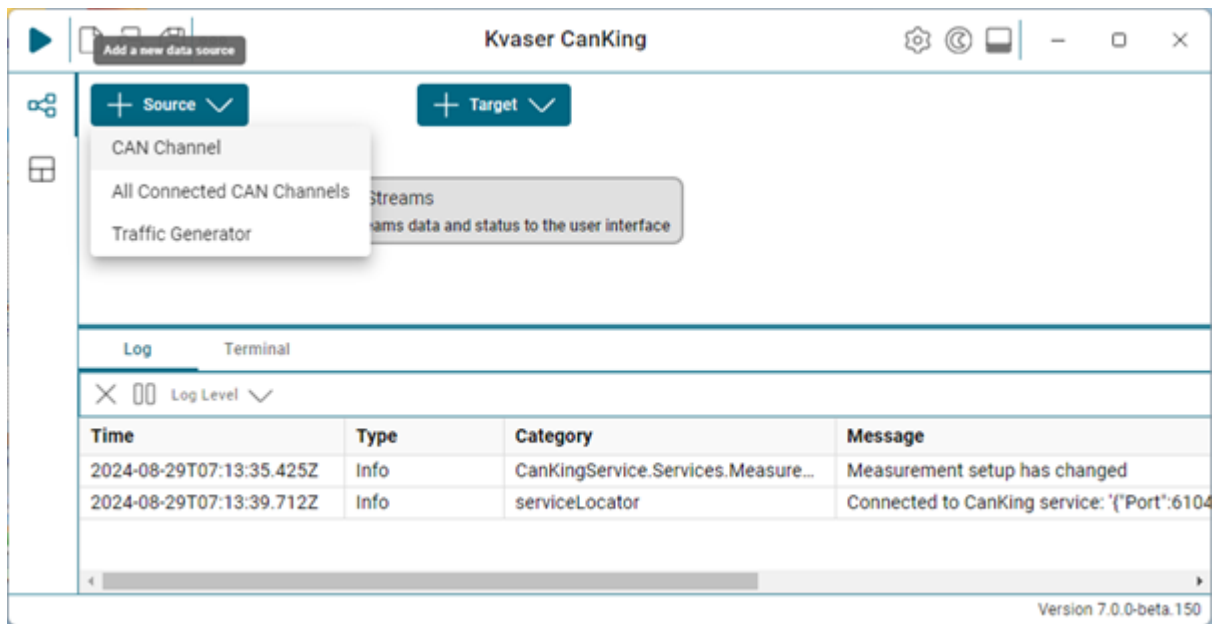 Kvaser CanKing
Add a new data source
Source
Target
CAN Channel
All Connected CAN Channels
Traffic Generator
Streams
data and status to the user interface
Log
Terminal
Log Level
Time Type Category Message
2024-08-29T07:13:35.425Z Info CanKingService.Services.Measure... Measurement setup has changed
2024-08-29T07:13:39.712Z Info serviceLocator Connected to CanKing service: '{"Port":6104
Version 7.0.0-beta.150